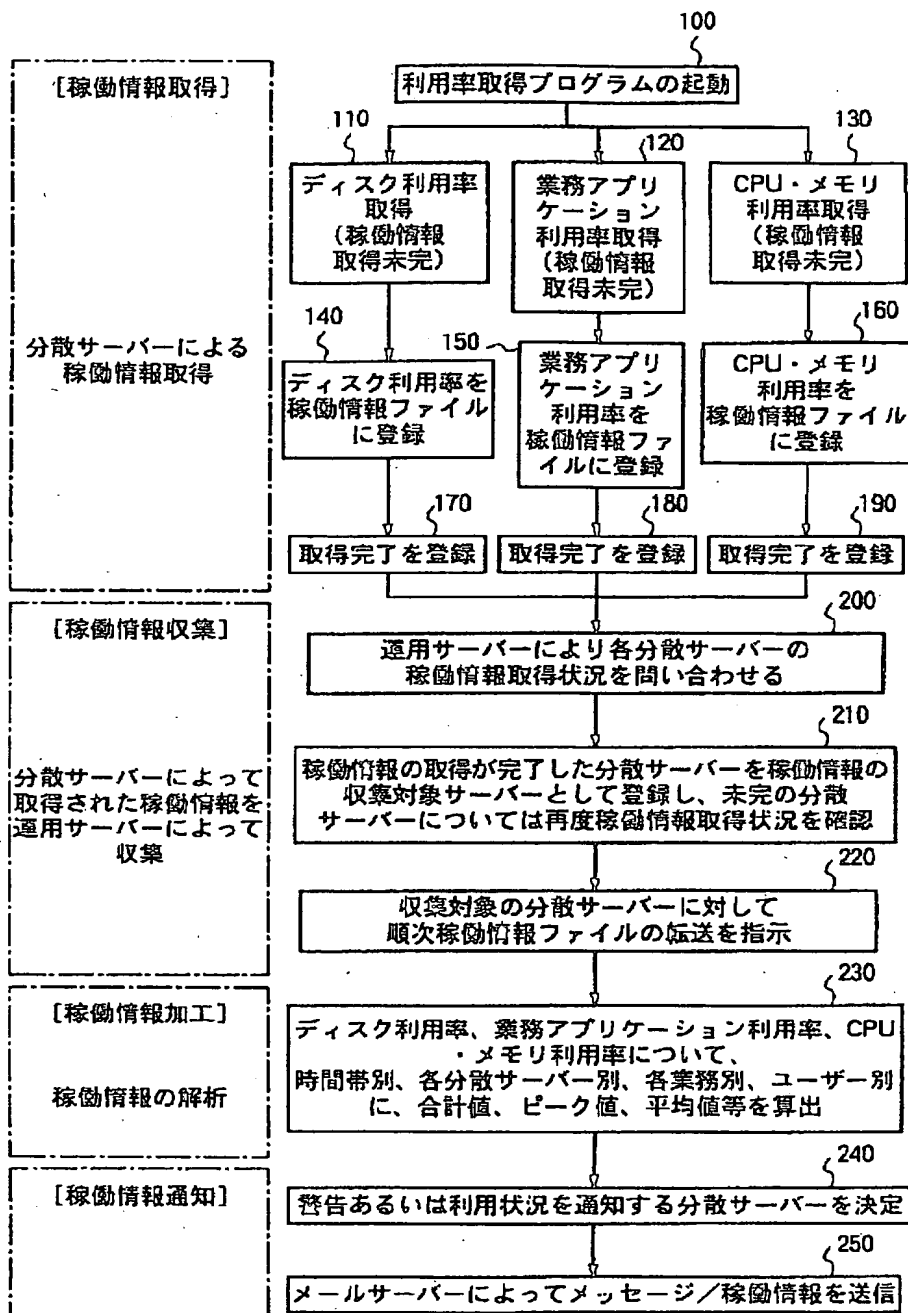 100
[稼働情報取得]
利用率取得プログラムの起動
110
120
130
ディスク利用率
取得
(稼働情報
取得未完)
業務アプリ
ケーション
利用率取得
(稼働情報
取得未完)
CPU・メモリ
利用率取得
(稼働情報
取得未完)
分散サーバーによる
稼働情報取得
140
150
160
ディスク利用率を
稼働情報ファイル
に登録
業務アプリ
ケーション
利用率を
稼働情報ファ
イルに登録
CPU・メモリ
利用率を
稼働情報ファイル
に登録
170
180
190
取得完了を登録
取得完了を登録
取得完了を登録
[稼働情報収集]
200
運用サーバーにより各分散サーバーの
稼働情報取得状況を問い合わせる
210
分散サーバーによって
取得された稼働情報を
運用サーバーによって
収集
稼働情報の取得が完了した分散サーバーを稼働情報の
収集対象サーバーとして登録し、未完の分散
サーバーについては再度稼働情報取得状況を確認
220
収集対象の分散サーバーに対して
順次稼働情報ファイルの転送を指示
230
[稼働情報加工]
稼働情報の解析
ディスク利用率、業務アプリケーション利用率、CPU
・メモリ利用率について、
時間帯別、各分散サーバー別、各業務別、ユーザー別
に、合計値、ピーク値、平均値等を算出
240
[稼働情報通知]
警告あるいは利用状況を通知する分散サーバーを決定
250
メールサーバーによってメッセージ/稼働情報を送信